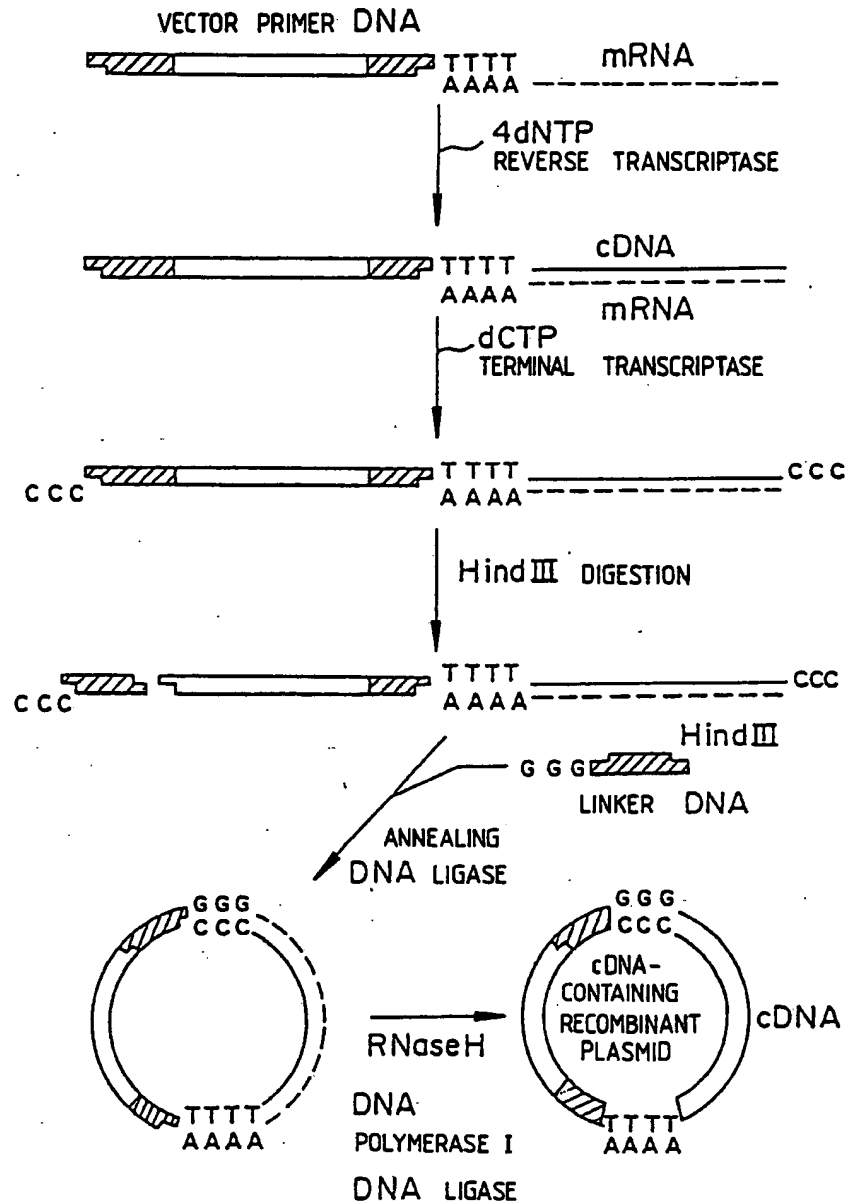 VECTOR PRIMER DNA
TTTT
AAAA
mRNA
4dNTP
REVERSE TRANSCRIPTASE
TTTT
AAAA
cDNA
mRNA
dCTP
TERMINAL TRANSCRIPTASE
CCC
TTTT
AAAA
CCC
HindIII DIGESTION
CCC
TTTT
AAAA
CCC
HindIII
GGG
LINKER DNA
ANNEALING
DNA LIGASE
GGG
CCC
TTTT
AAAA
RNaseH
DNA
POLYMERASE I
DNA LIGASE
GGG
CCC
cDNA-
CONTAINING
RECOMBINANT
PLASMID
cDNA
TTTT
AAAA